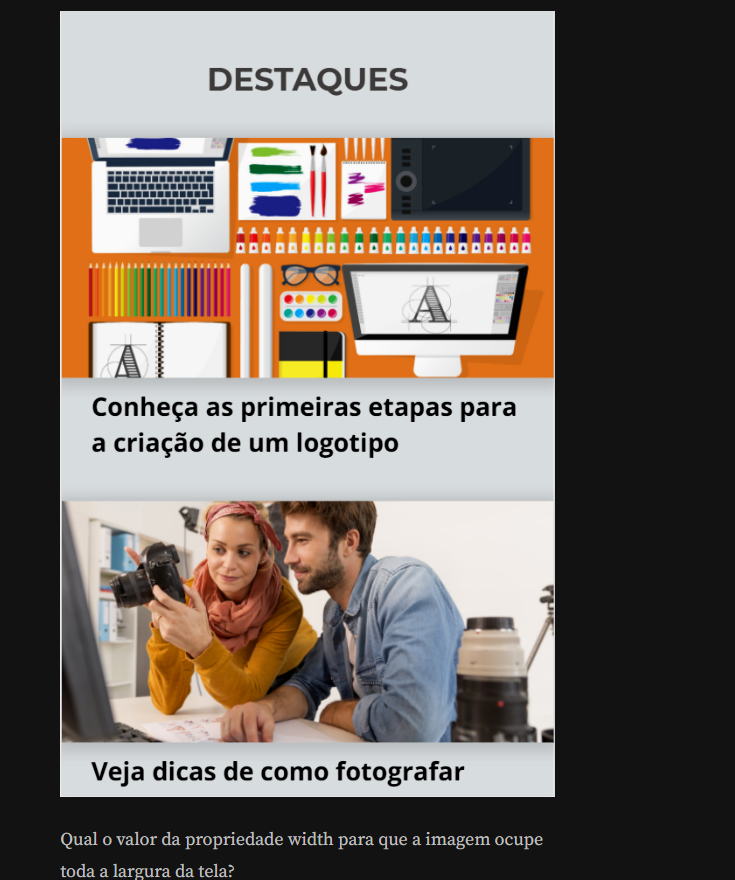 DESTAQUES
Conheça as primeiras etapas para
a criação de um logotipo
Veja dicas de como fotografar
Qual o valor da propriedade width para que a imagem ocupe
toda a largura da tela?